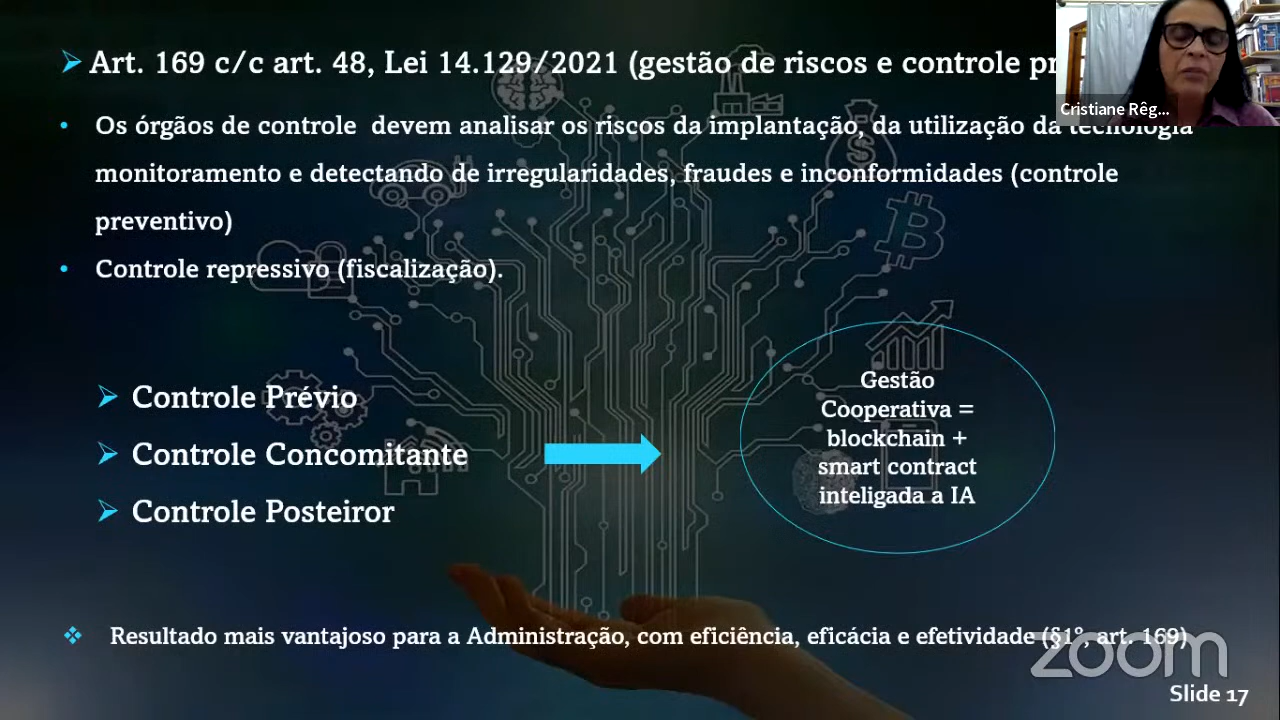 Art. 169 c/c art. 48, Lei 14.129/2021 (gestão de riscos e controle
Cristiane Rêg...
Os órgãos de controle devem analisar os riscos da implantação, da utilização da tecnologia
monitoramento e detectando de irregularidades, fraudes e inconformidades (controle
preventivo)
Controle repressivo (fiscalização).
Controle Prévio
Controle Concomitante
Controle Posteiror
Gestão
Cooperativa =
blockchain +
smart contract
inteligada a IA
Resultado mais vantajoso para a Administração, com eficiência, eficácia e efetividade (§1º, art. 169)
zoom
Slide 17